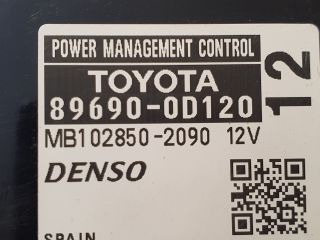 POWER MANAGEMENT CONTROL
TOYOTA
89690-0D120
12
MB102850-2090 12V
DENSO
SPAIN